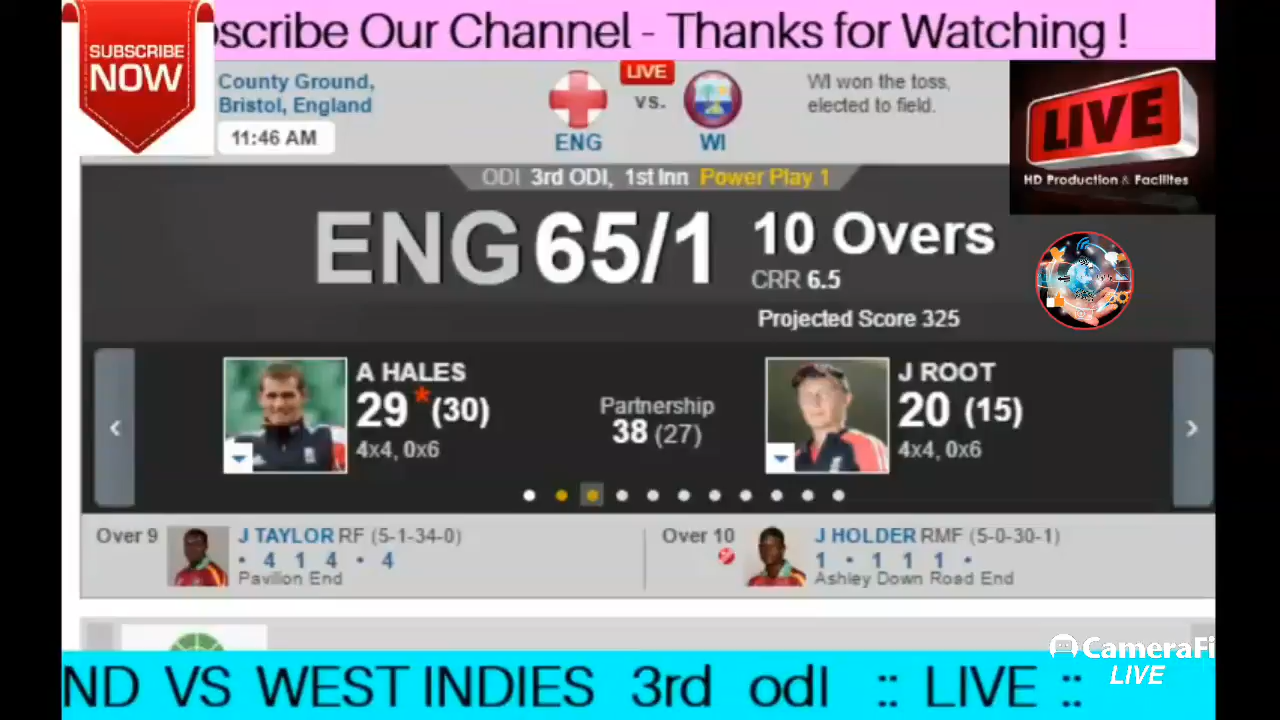 bscribe Our Channel - Thanks for Watching !
SUBSCRIBE
NOW
County Ground,
Bristol, England
11:46 AM
LIVE
vs.
ENG
WI
WI won the toss,
elected to field.
LIVE
HD Production & Facilites
ODI 3rd ODI, 1st Inn Power Play 1
ENG 65/1
10 Overs
CRR 6.5
Projected Score 325
A HALES
29*(30)
4x4, 0x6
Partnership
38 (27)
J ROOT
20 (15)
4x4, 0x6
Over 9
J TAYLOR RF (5-1-34-0)
• 4 1 4 • 4
Pavilion End
Over 10
J HOLDER RMF (5-0-30-1)
1 • 1 1 1 •
Ashley Down Road End
CameraFi
LIVE
ND VS WEST INDIES 3rd odI :: LIVE ::